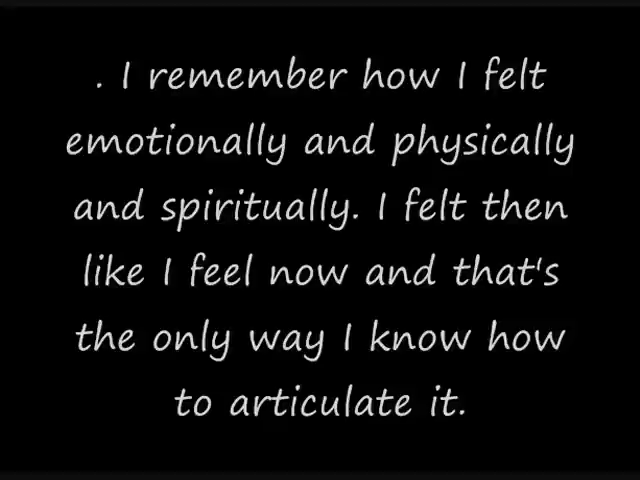 . I remember how I felt
emotionally and physically
and spiritually. I felt then
like I feel now and that's
the only way I know how
to articulate it.